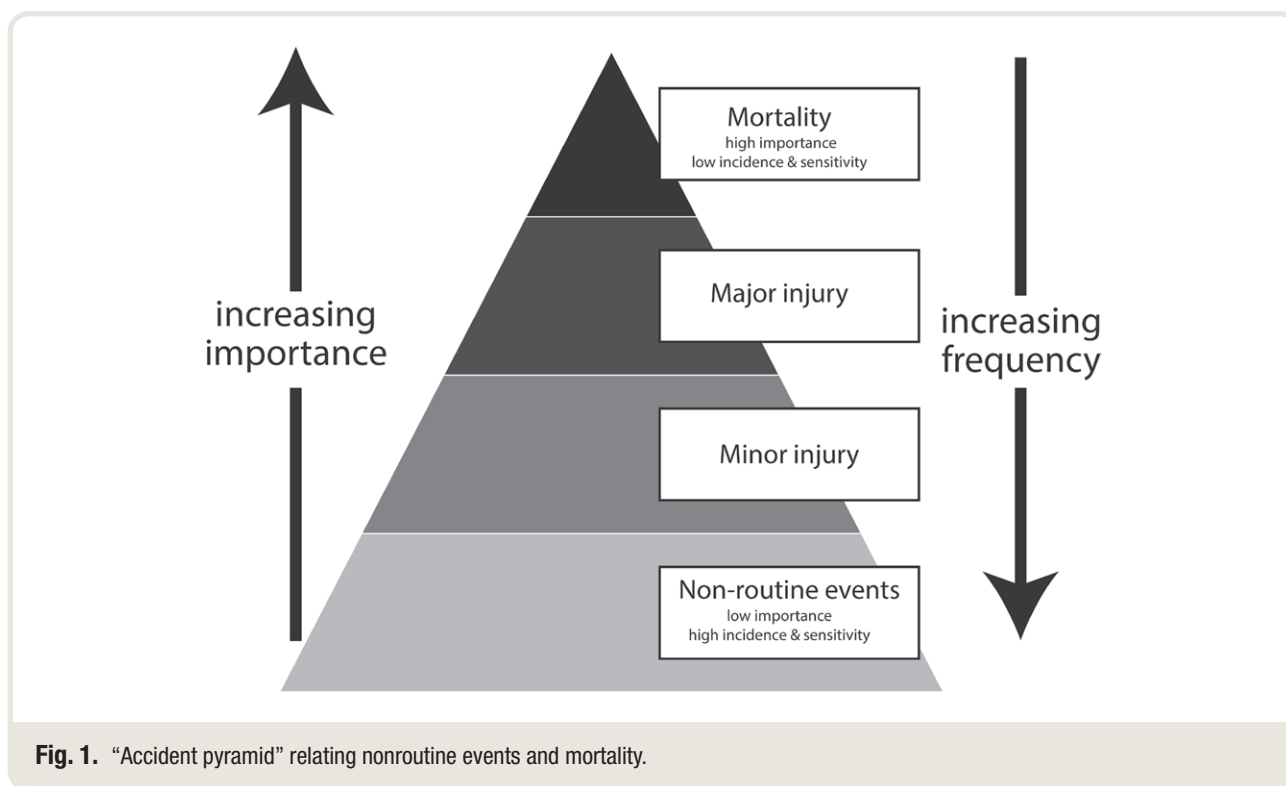 Mortality
high importance
low incidence & sensitivity
Major injury
increasing
importance
increasing
frequency
Minor injury
Non-routine events
low importance
high incidence & sensitivity
Fig. 1. “Accident pyramid” relating nonroutine events and mortality.